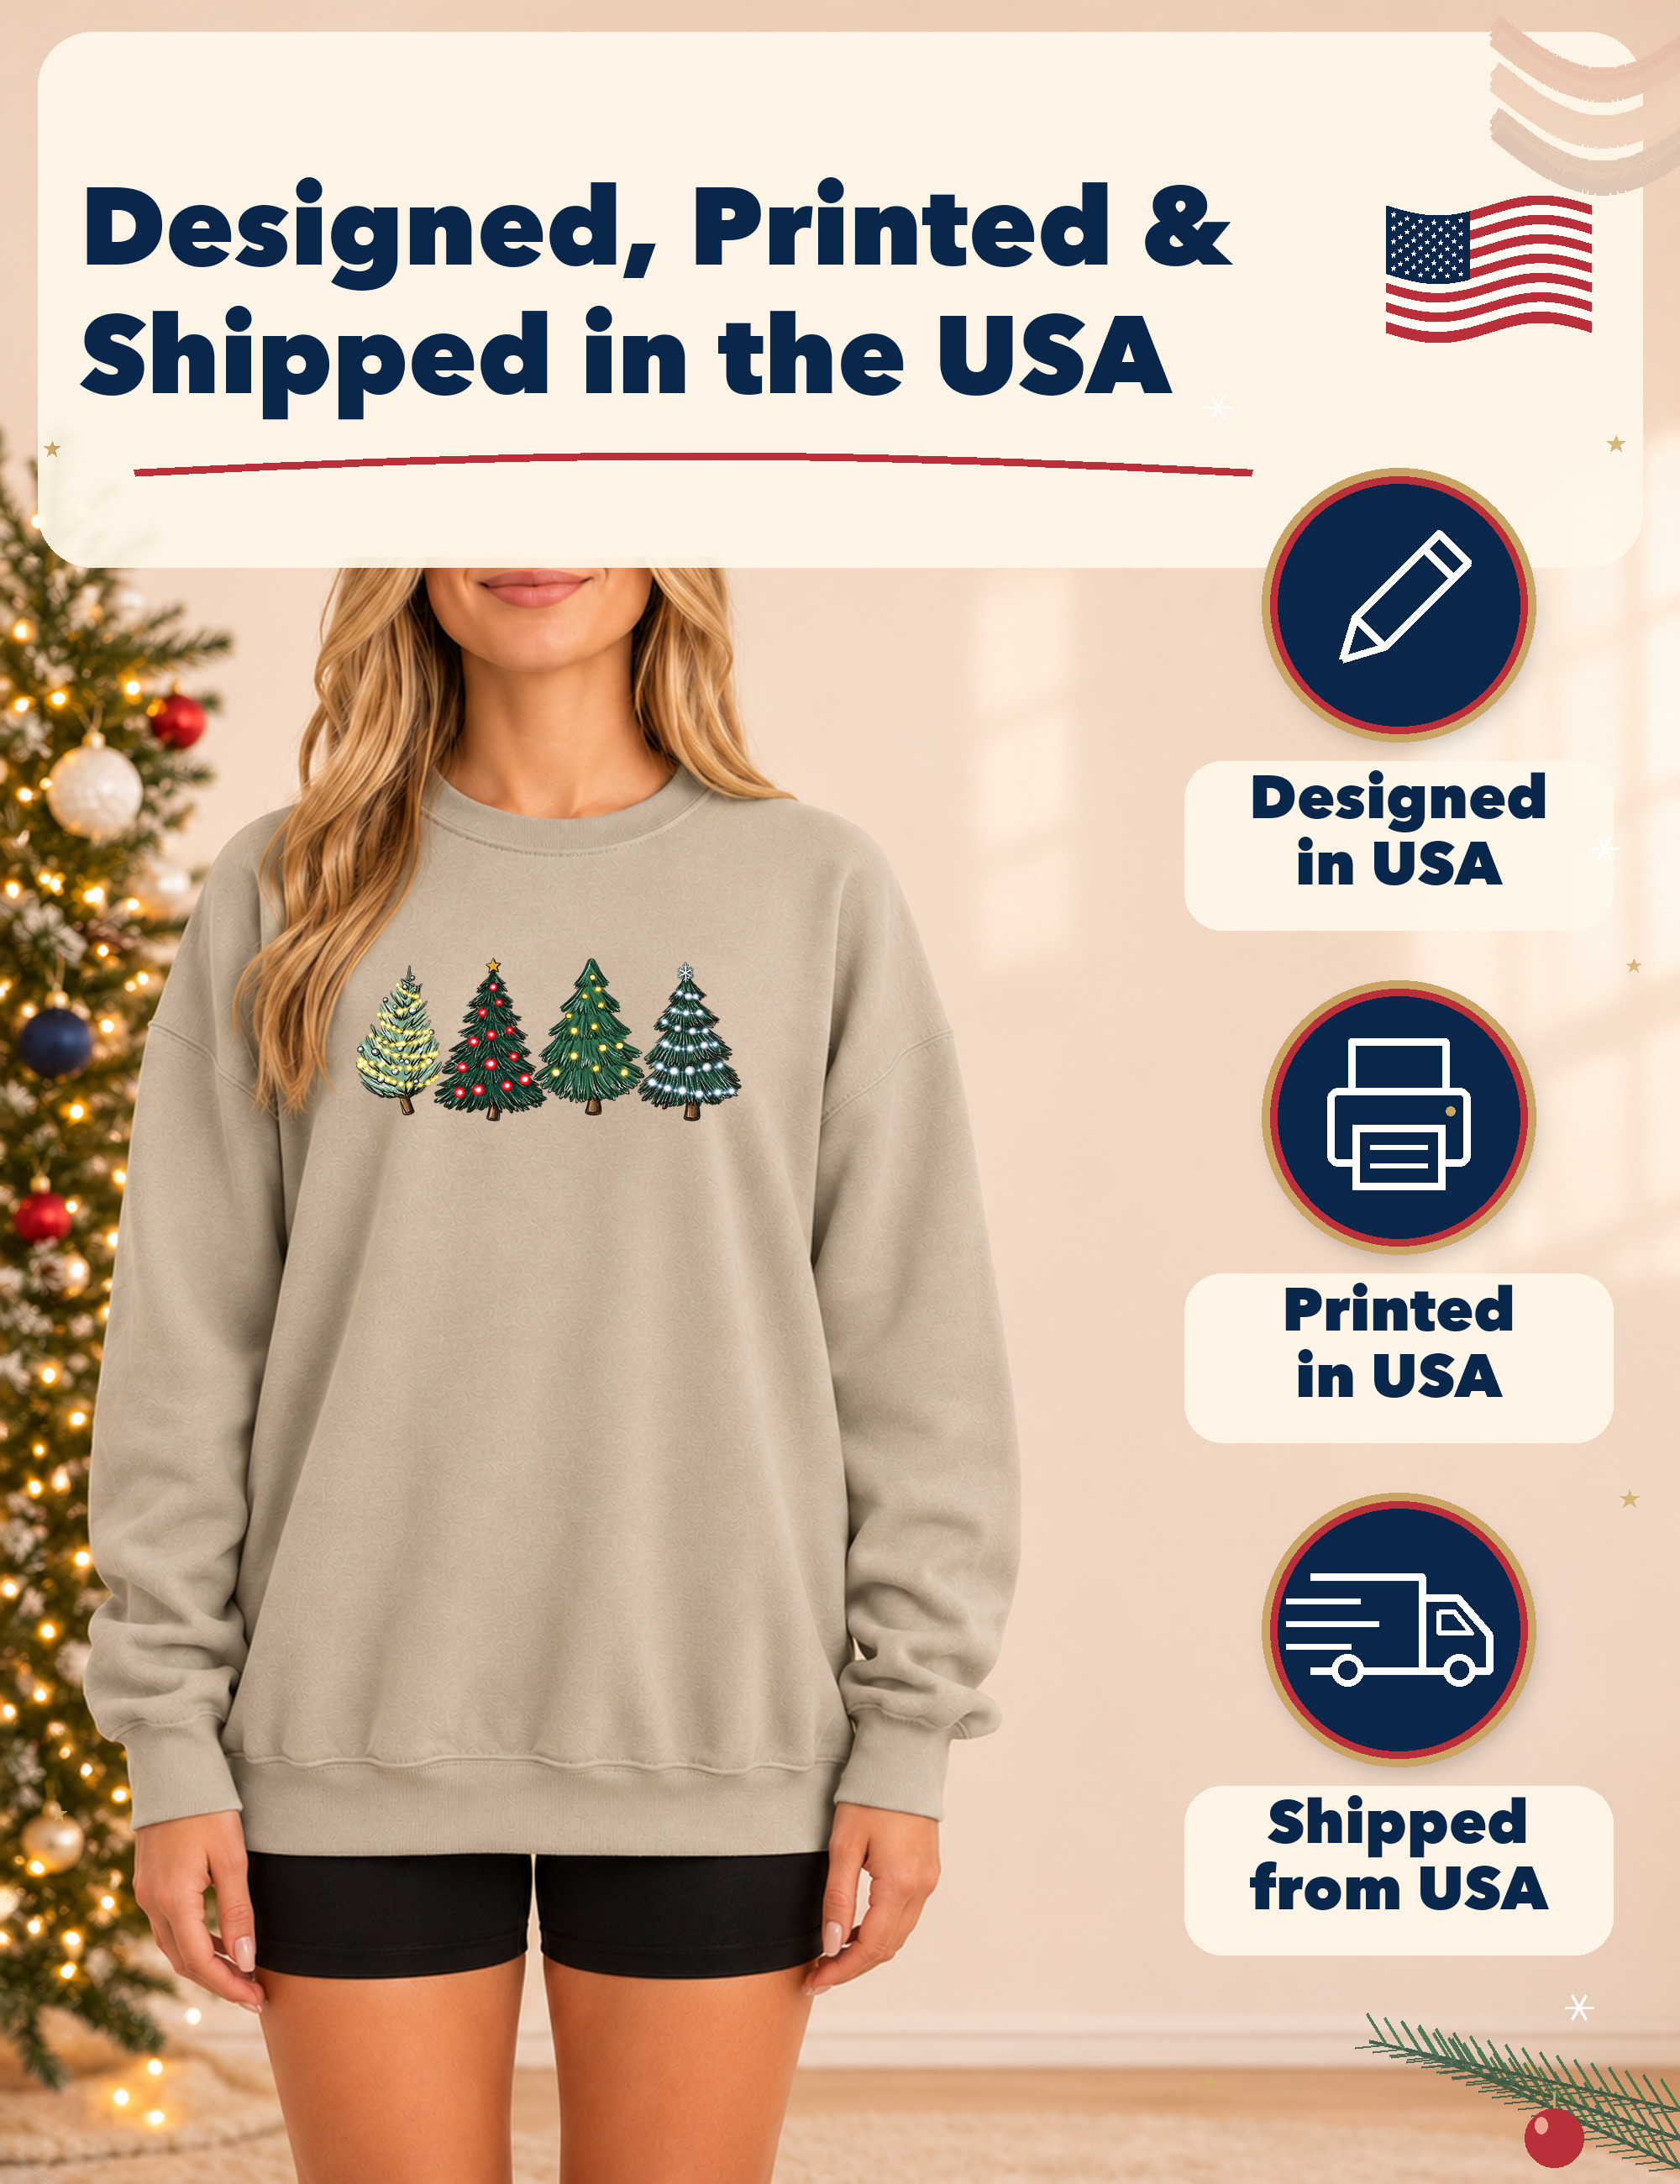 Designed, Printed &
Shipped in the USA
Designed
in USA
Printed
in USA
Shipped
from USA